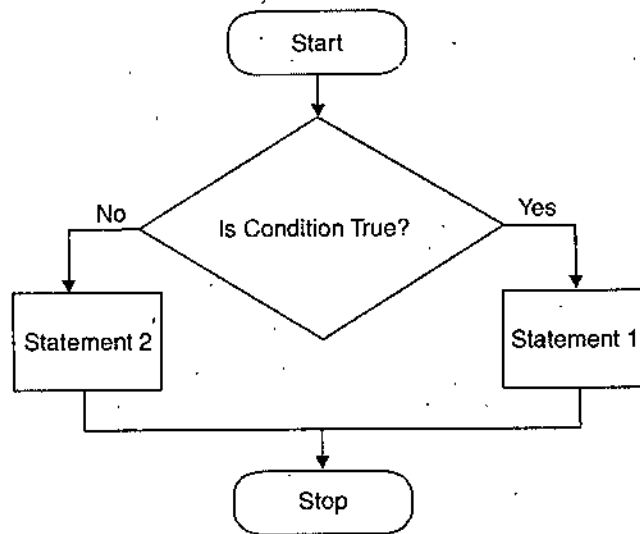 Start
Is Condition True?
No
Yes
Statement 2
Statement 1
Stop